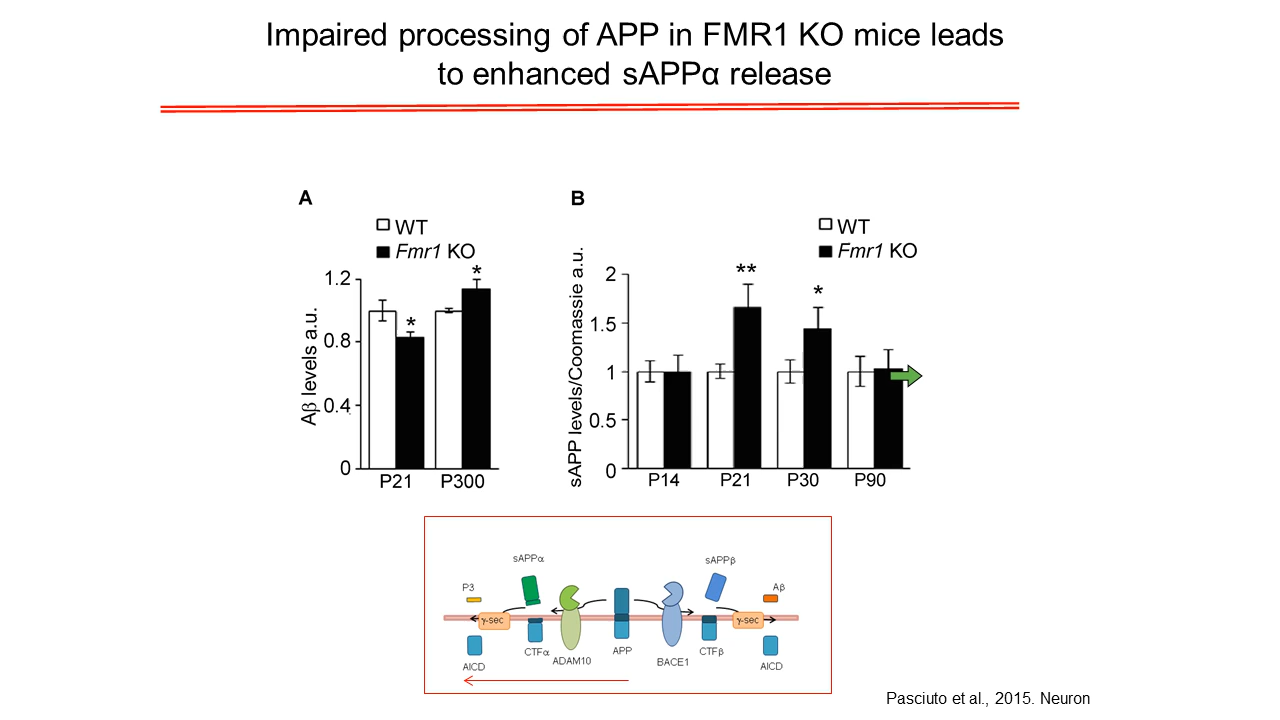 Impaired processing of APP in FMR1 KO mice leads
to enhanced sAPPα release
A
WT
Fmr1 KO
Aβ levels a.u.
1.2
0.8
0.4
0
*
*
P21 P300
B
WT
Fmr1 KO
sAPP levels/Coomassie a.u.
2
1.5
1
0.5
0
**
*
P14 P21 P30 P90
sAPPα
sAPPβ
P3
Aβ
γ-sec
γ-sec
CTFα
ADAM10
APP
BACE1
CTFβ
AICD
AICD
Pasciuto et al., 2015. Neuron